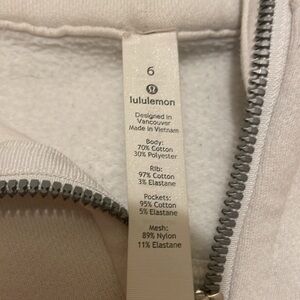 6
lululemon
Designed in
Vancouver
Made in Vietnam
Body:
70% Cotton
30% Polyester
Rib:
97% Cotton
3% Elastane
Pockets:
95% Cotton
5% Elastane
Mesh:
89% Nylon
11% Elastane